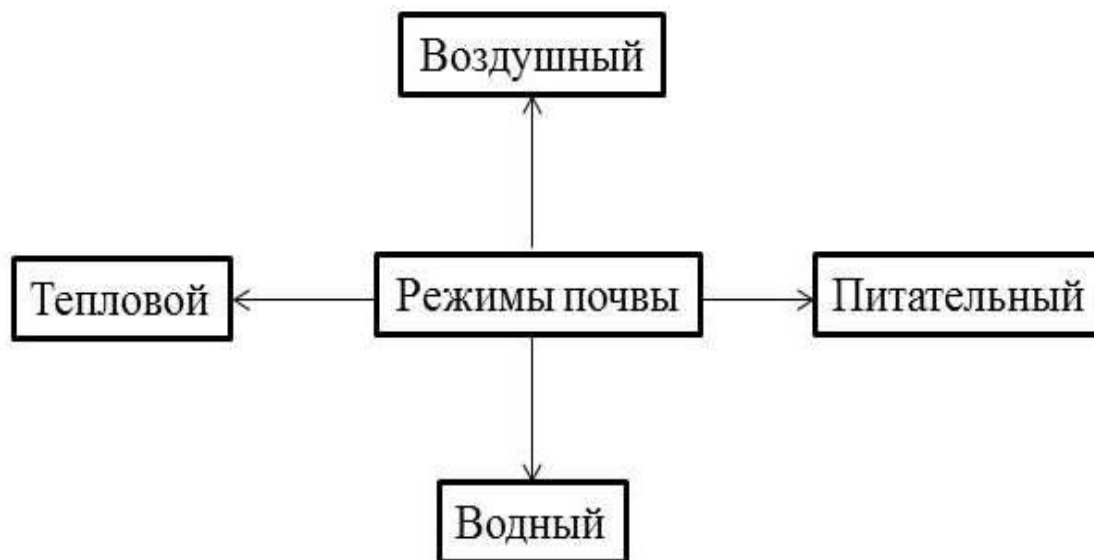 Воздушный
Тепловой
Режимы почвы
Питательный
Водный